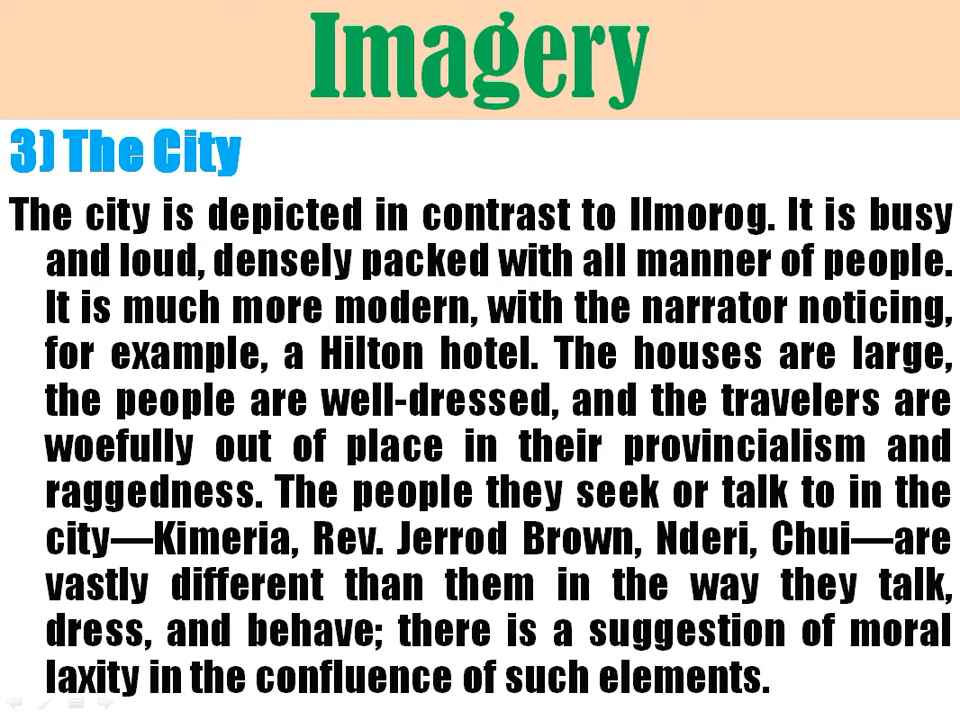 Imagery
3) The City
The city is depicted in contrast to Ilmorog. It is busy
and loud, densely packed with all manner of people.
It is much more modern, with the narrator noticing,
for example, a Hilton hotel. The houses are large,
the people are well-dressed, and the travelers are
woefully out of place in their provincialism and
raggedness. The people they seek or talk to in the
city—Kimeria, Rev. Jerrod Brown, Nderi, Chui—are
vastly different than them in the way they talk,
dress, and behave; there is a suggestion of moral
laxity in the confluence of such elements.